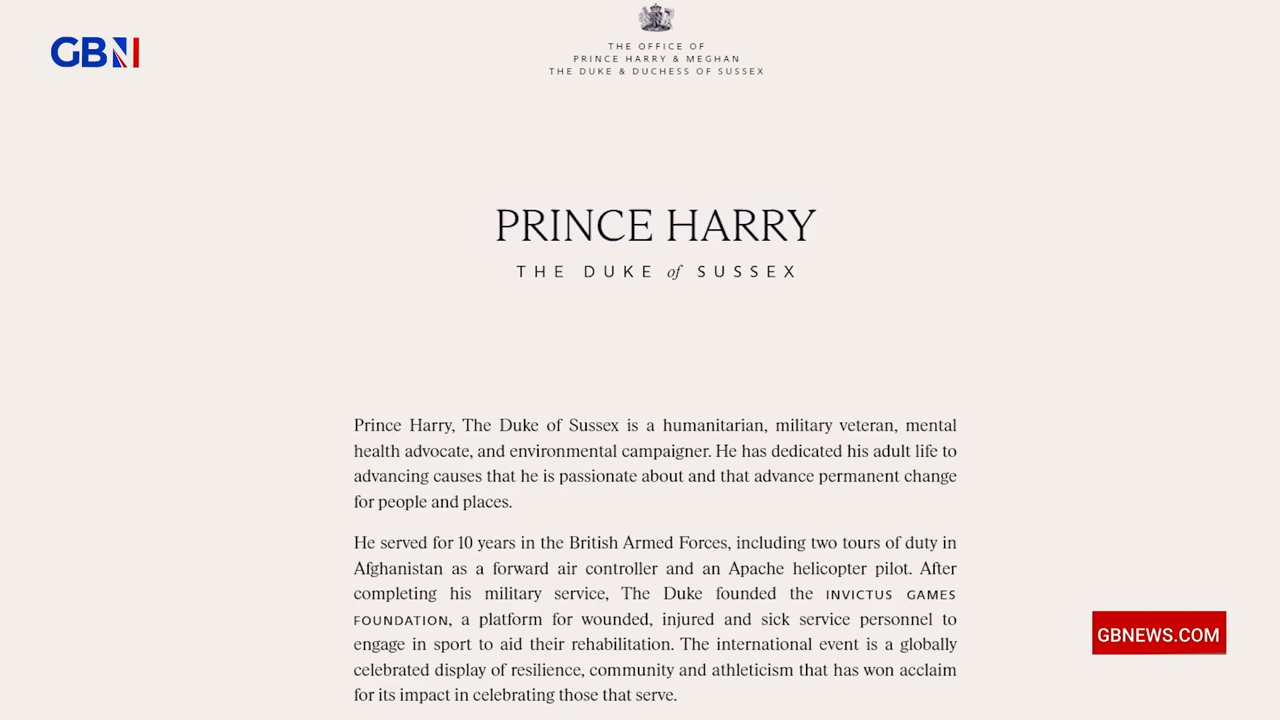 GBN
THE OFFICE OF
PRINCE HARRY & MEGHAN
THE DUKE & DUCHESS OF SUSSEX
PRINCE HARRY
THE DUKE of SUSSEX
Prince Harry, The Duke of Sussex is a humanitarian, military veteran, mental
health advocate, and environmental campaigner. He has dedicated his adult life to
advancing causes that he is passionate about and that advance permanent change
for people and places.
He served for 10 years in the British Armed Forces, including two tours of duty in
Afghanistan as a forward air controller and an Apache helicopter pilot. After
completing his military service, The Duke founded the INVICTUS GAMES
FOUNDATION, a platform for wounded, injured and sick service personnel to
engage in sport to aid their rehabilitation. The international event is a globally
celebrated display of resilience, community and athleticism that has won acclaim
for its impact in celebrating those that serve.
GBNEWS.COM